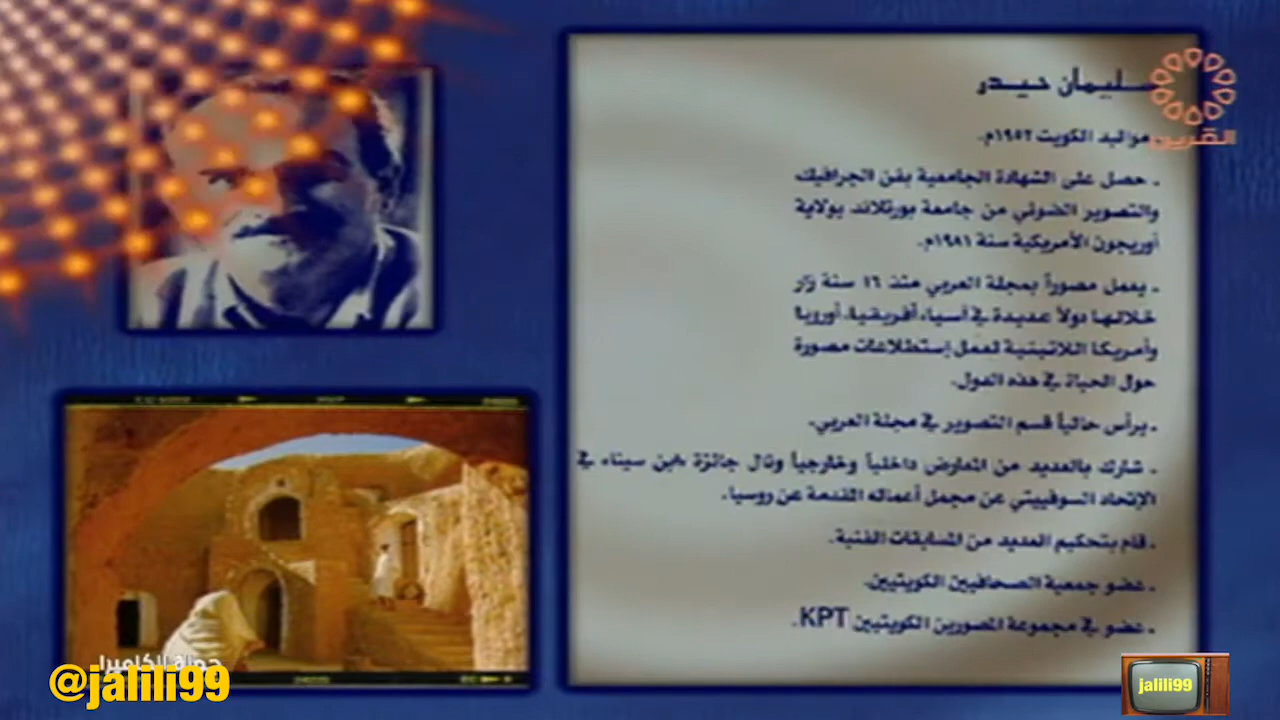 سليمان حيدر
القرين
مواليد الكويت ١٩٥٢م.
. حصل على الشهادة الجامعية بفن الجرافيك
والتصوير الضوئي من جامعة بورتلاند بولاية
أوريجون الأمريكية سنة ١٩٨١م.
. يعمل مصوراً بمجلة العربي منذ ١٦ سنة زار
خلالها دولاً عديدة في آسيا، أفريقيا، أوروبا
وأمريكا اللاتينية لعمل إستطلاعات مصورة
حول الحياة في هذه الدول.
. يرأس حالياً قسم التصوير في مجلة العربي.
. شارك بالعديد من المعارض داخلياً وخارجياً ونال جائزة «ابن سيناء» في
الإتحاد السوفييتي عن مجمل أعماله المقدمة عن روسيا.
. قام بتحكيم العديد من المسابقات الفنية.
. عضو جمعية الصحافيين الكويتيين.
. عضو في مجموعة المصورين الكويتيين KPT.
الكاميرا
@jalili99
jalili99